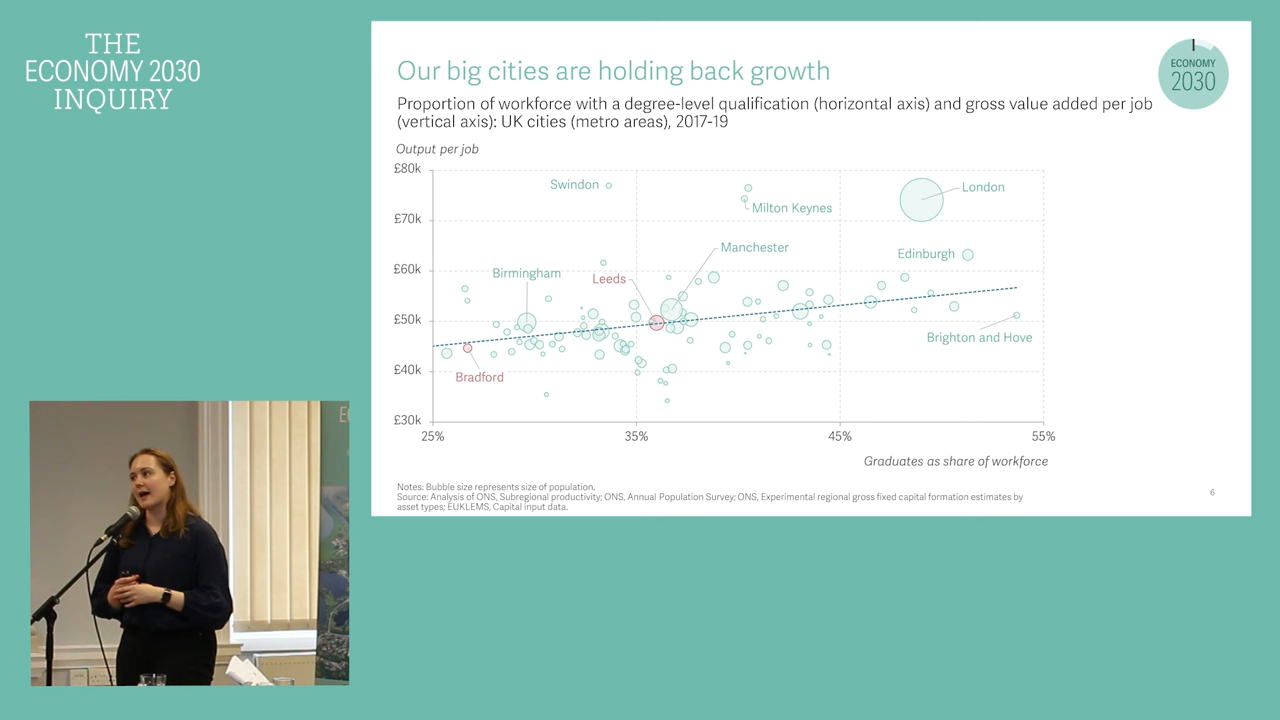 THE
ECONOMY 2030
INQUIRY
Our big cities are holding back growth
ECONOMY
2030
Proportion of workforce with a degree-level qualification (horizontal axis) and gross value added per job
(vertical axis): UK cities (metro areas), 2017-19
Output per job
£80k
£70k
£60k
£50k
£40k
£30k
Swindon
Milton Keynes
London
Manchester
Edinburgh
Birmingham
Leeds
Brighton and Hove
Bradford
25%
35%
45%
55%
Graduates as share of workforce
Notes: Bubble size represents size of population.
Source: Analysis of ONS, Subregional productivity; ONS, Annual Population Survey; ONS, Experimental regional gross fixed capital formation estimates by
asset types; EUKLEMS, Capital input data.
6